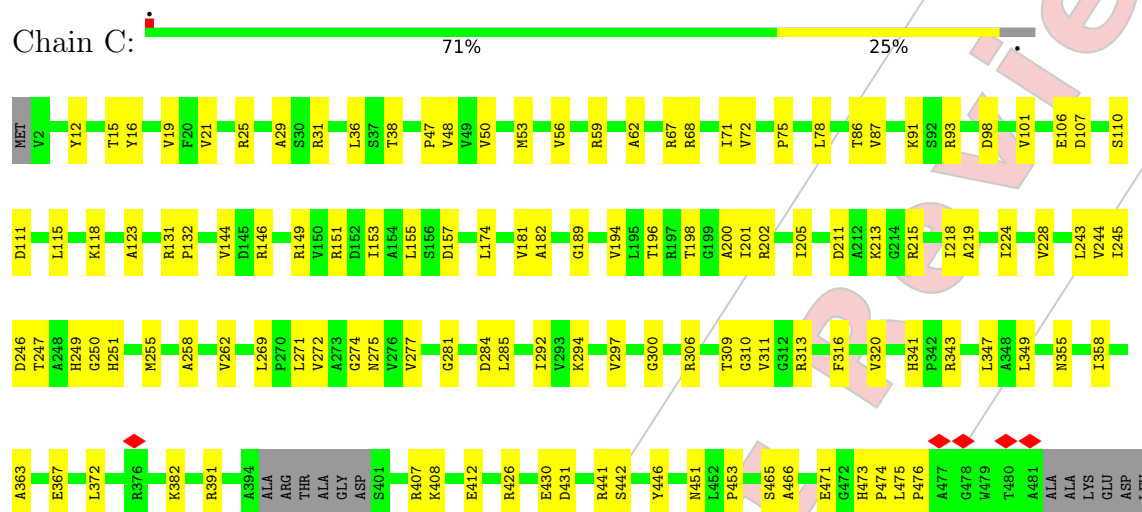 Chain C:
71% 25%
MET V2 Y12 T15 Y16 V19 F20 V21 R25 A29 S30 R31 L36 S37 T38 P47 V48 V49 V50 M53 V56 R59 A62 R67 R68 I71 V72 P75 L78 T86 V87 K91 S92 R93 D98 V101 E106 D107 S110
D111 L115 K118 A123 R131 P132 V144 D145 R146 R149 V150 R151 D152 I153 A154 L155 S156 D157 L174 V181 A182 G189 V194 L195 T196 R197 T198 G199 A200 I201 R202 I205 D211 A212 K213 G214 R215 I218 A219 I224 V228 L243 V244 I245
D246 T247 A248 H249 G250 H251 M255 A258 V262 L269 P270 L271 V272 A273 G274 N275 V276 V277 G281 D284 L285 I292 V293 K294 V297 G300 R306 T309 G310 V311 G312 R313 F316 V320 H341 P342 R343 L347 A348 L349 N355 I358
A363 E367 L372 R376 K382 R391 A394 ALA ARG THR ALA GLY ASP S401 R407 K408 E412 R426 E430 D431 R441 S442 Y446 N451 L452 P453 S465 A466 E471 G472 H473 P474 L475 P476 A477 G478 W479 T480 A481 ALA ALA LYS GLU ASP